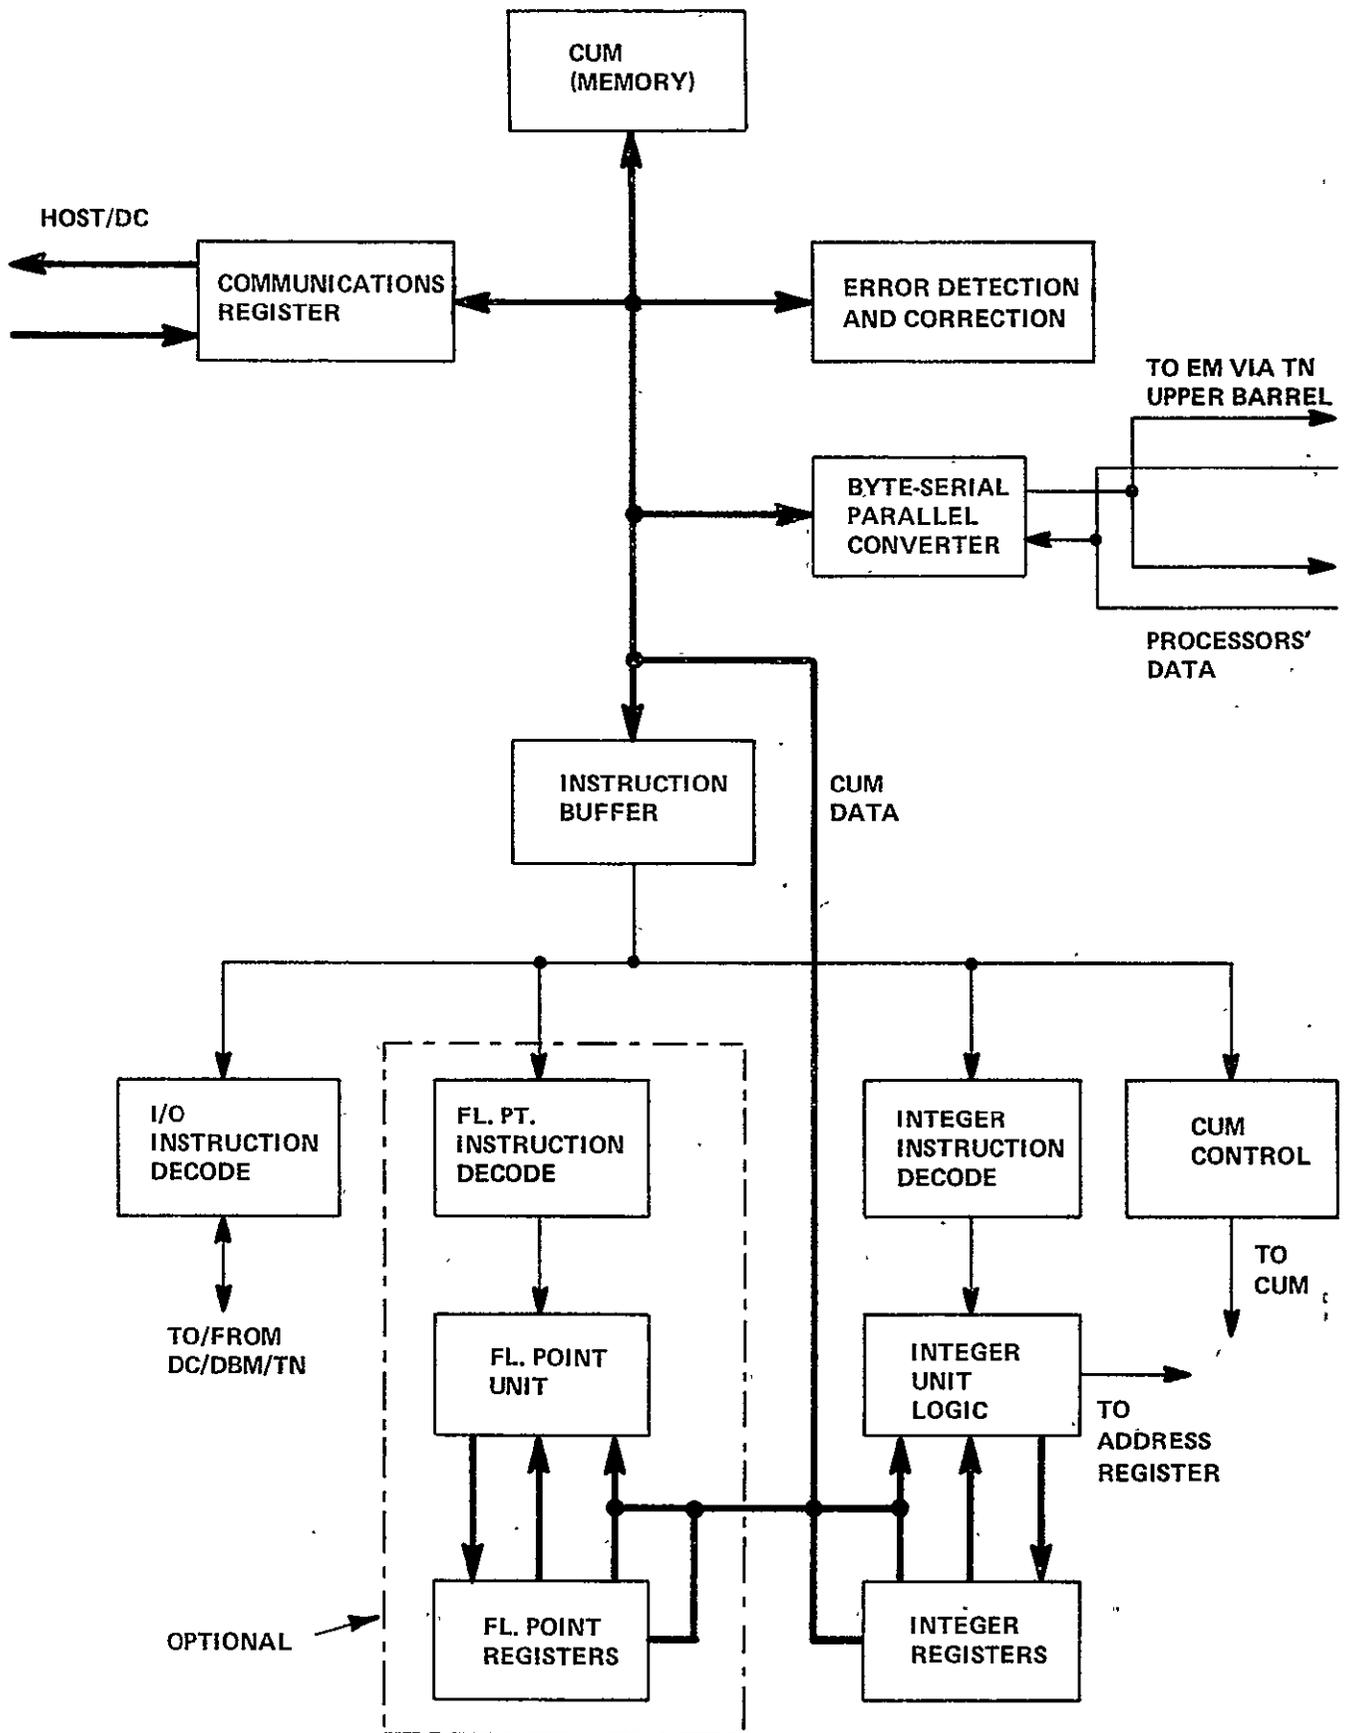 CUM
(MEMORY)
HOST/DC
COMMUNICATIONS
REGISTER
ERROR DETECTION
AND CORRECTION
TO EM VIA TN
UPPER BARREL
BYTE-SERIAL
PARALLEL
CONVERTER
PROCESSORS'
DATA
INSTRUCTION
BUFFER
CUM
DATA
I/O
INSTRUCTION
DECODE
FL. PT.
INSTRUCTION
DECODE
INTEGER
INSTRUCTION
DECODE
CUM
CONTROL
TO
CUM
TO/FROM
DC/DBM/TN
FL. POINT
UNIT
INTEGER
UNIT
LOGIC
TO
ADDRESS
REGISTER
OPTIONAL
FL. POINT
REGISTERS
INTEGER
REGISTERS